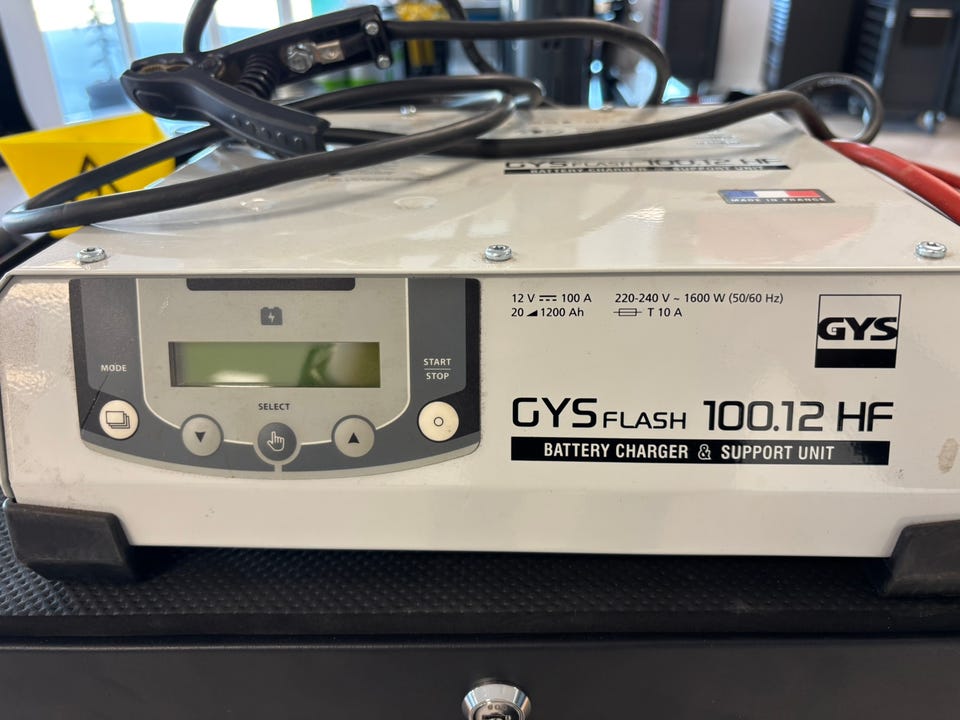 GYS FLASH 100.12 HF
BATTERY CHARGER & SUPPORT UNIT
MADE IN FRANCE
12 V ⎓ 100 A 220-240 V ~ 1600 W (50/60 Hz)
20 ◢ 1200 Ah T 10 A
GYS
MODE
START
STOP
SELECT
GYS FLASH 100.12 HF
BATTERY CHARGER & SUPPORT UNIT